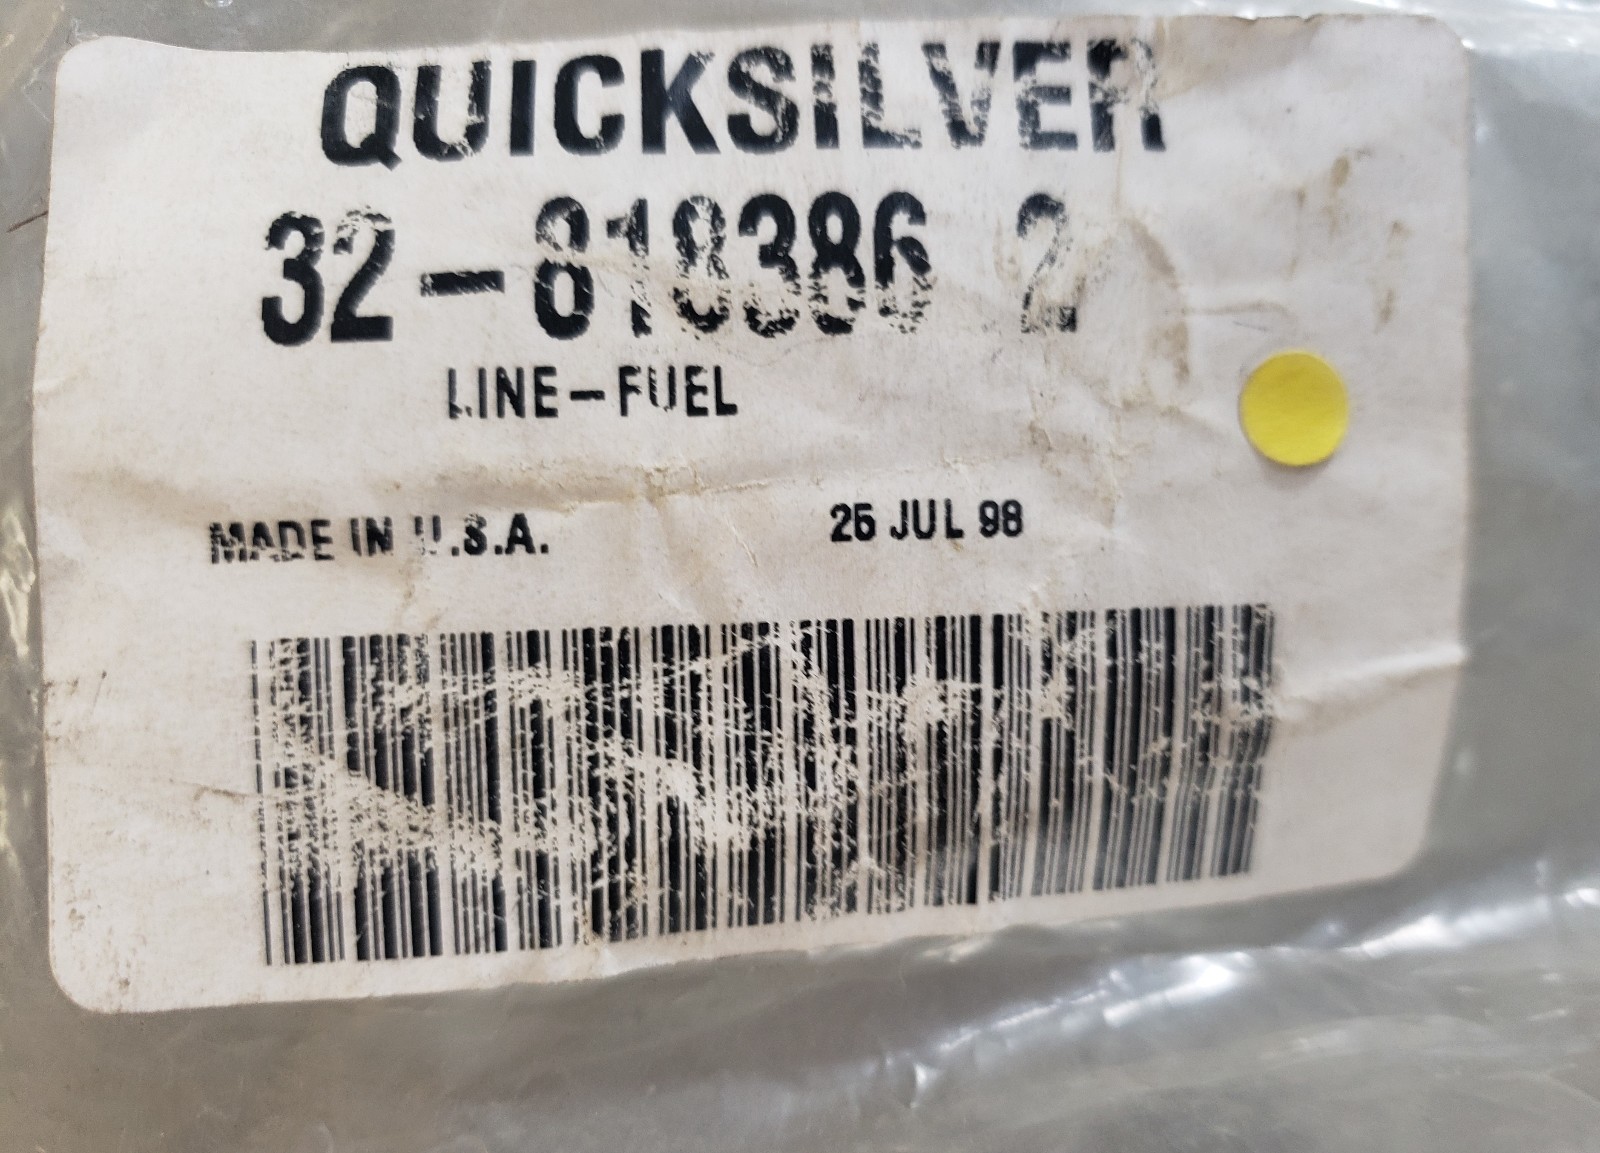 QUICKSILVER
32-818386 2
LINE-FUEL
MADE IN U.S.A. 25 JUL 98